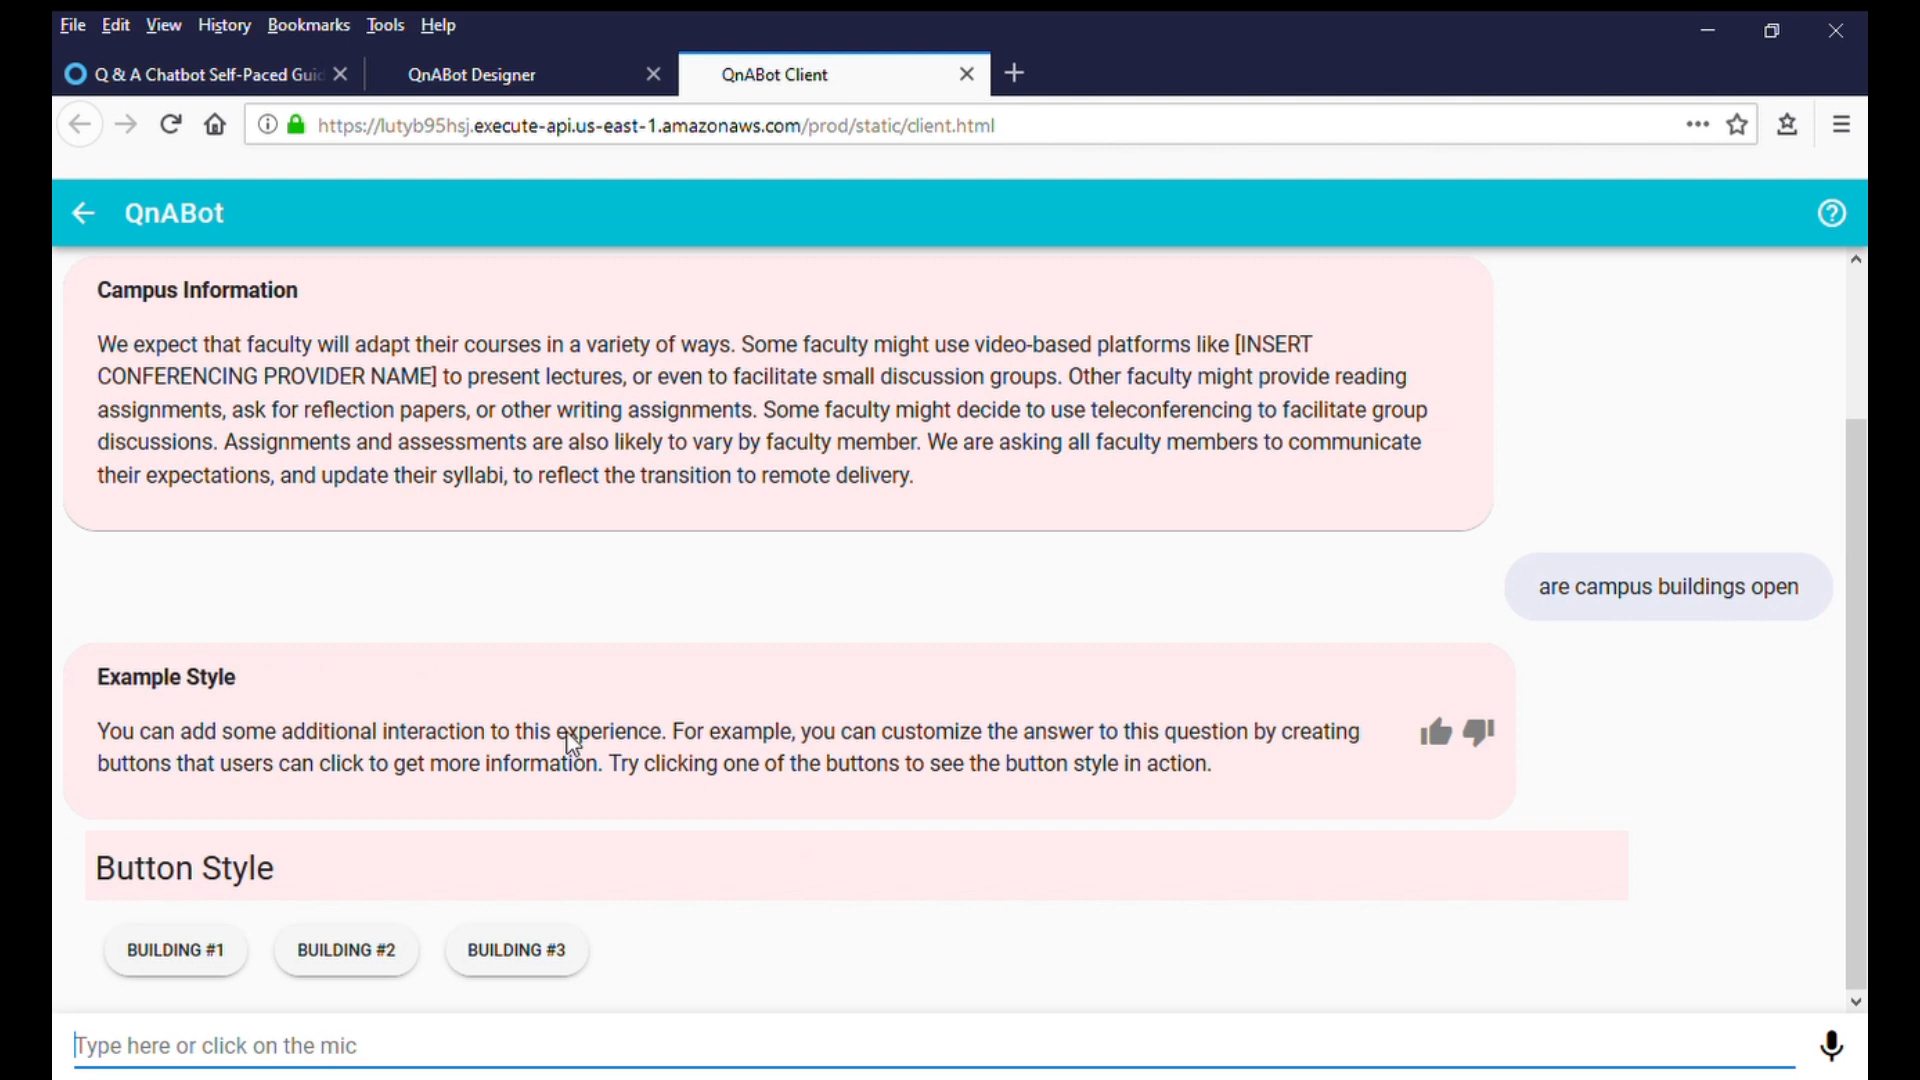 File Edit View History Bookmarks Tools Help
Q & A Chatbot Self-Paced Guid
QnABot Designer
QnABot Client
https://lutyb95hsj.execute-api.us-east-1.amazonaws.com/prod/static/client.html
QnABot
Campus Information
We expect that faculty will adapt their courses in a variety of ways. Some faculty might use video-based platforms like [INSERT
CONFERENCING PROVIDER NAME] to present lectures, or even to facilitate small discussion groups. Other faculty might provide reading
assignments, ask for reflection papers, or other writing assignments. Some faculty might decide to use teleconferencing to facilitate group
discussions. Assignments and assessments are also likely to vary by faculty member. We are asking all faculty members to communicate
their expectations, and update their syllabi, to reflect the transition to remote delivery.
are campus buildings open
Example Style
You can add some additional interaction to this experience. For example, you can customize the answer to this question by creating
buttons that users can click to get more information. Try clicking one of the buttons to see the button style in action.
Button Style
BUILDING #1
BUILDING #2
BUILDING #3
Type here or click on the mic